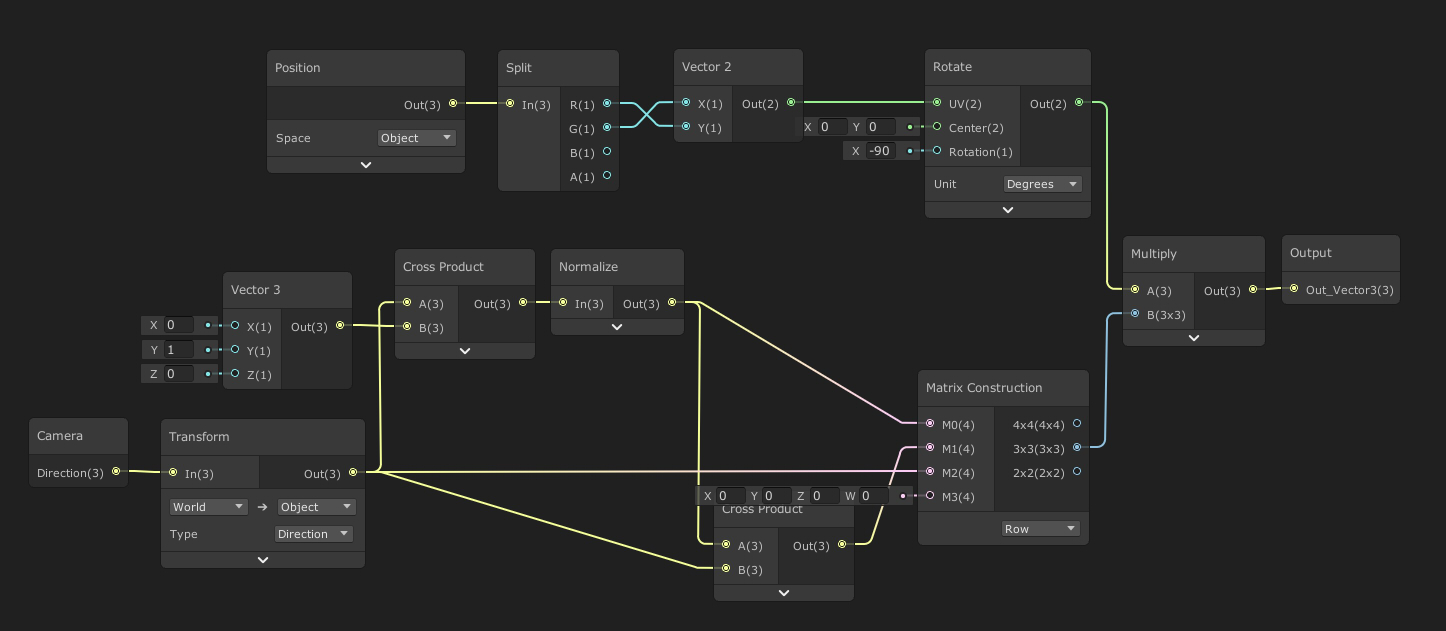 Position
Out(3)
Space
Object
Split
In(3)
R(1)
G(1)
B(1)
A(1)
Vector 2
X(1)
Out(2)
Y(1)
X 0 Y 0
X -90
Rotate
UV(2)
Out(2)
Center(2)
Rotation(1)
Unit
Degrees
Vector 3
X 0
X(1)
Out(3)
Y 1
Y(1)
Z 0
Z(1)
Cross Product
A(3)
Out(3)
B(3)
Normalize
In(3)
Out(3)
Multiply
A(3)
Out(3)
B(3x3)
Output
Out_Vector3(3)
Camera
Direction(3)
Transform
In(3)
Out(3)
World
Object
Type
Direction
X 0 Y 0 Z 0 W 0
Cross Product
A(3)
Out(3)
B(3)
Matrix Construction
M0(4)
4x4(4x4)
M1(4)
3x3(3x3)
M2(4)
2x2(2x2)
M3(4)
Row